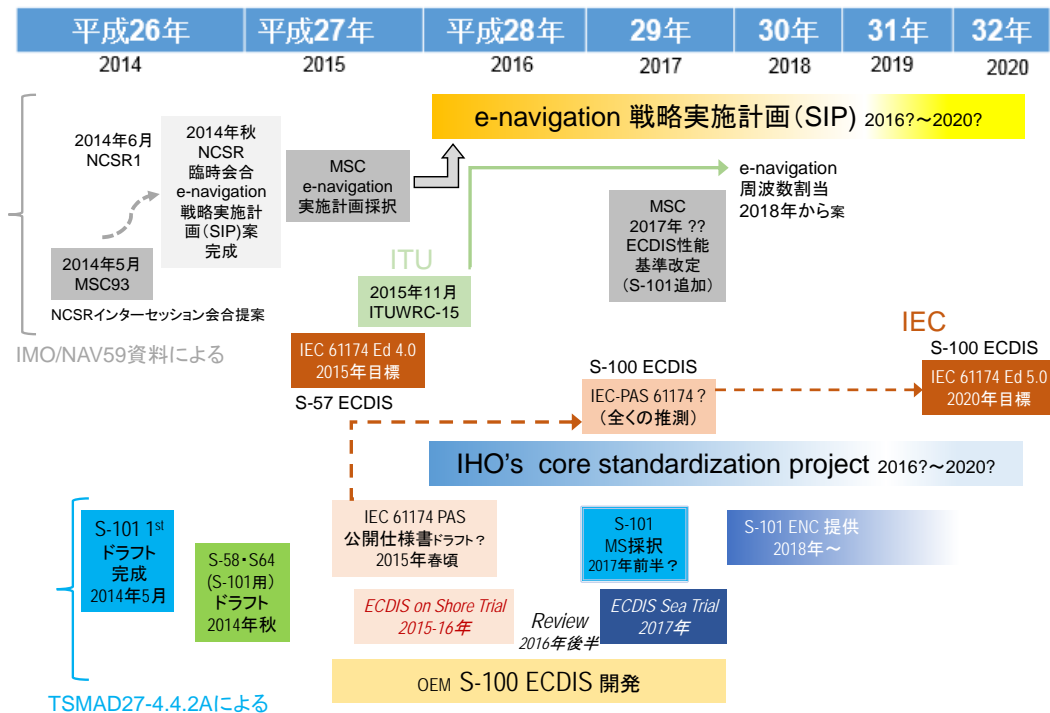 平成26年
平成27年
平成28年
29年
30年
31年
32年
2014
2015
2016
2017
2018
2019
2020
e-navigation 戦略実施計画(SIP) 2016?~2020?
2014年6月
NCSR1
2014年秋
NCSR
臨時会合
e-navigation
戦略実施計
画(SIP)案
完成
MSC
e-navigation
実施計画採択
e-navigation
周波数割当
2018年から案
MSC
2017年 ??
ECDIS性能
基準改定
(S-101追加)
2014年5月
MSC93
NCSRインターセッション会合提案
IMO/NAV59資料による
ITU
2015年11月
ITUWRC-15
IEC 61174 Ed 4.0
2015年目標
S-57 ECDIS
S-100 ECDIS
IEC-PAS 61174 ?
(全くの推測)
IEC
S-100 ECDIS
IEC 61174 Ed 5.0
2020年目標
IHO's core standardization project 2016?~2020?
S-101 1st
ドラフト
完成
2014年5月
S-58・S64
(S-101用)
ドラフト
2014年秋
IEC 61174 PAS
公開仕様書ドラフト?
2015年春頃
S-101
MS採択
2017年前半?
S-101 ENC 提供
2018年~
ECDIS on Shore Trial
2015-16年
Review
2016年後半
ECDIS Sea Trial
2017年
OEM S-100 ECDIS 開発
TSMAD27-4.4.2Aによる